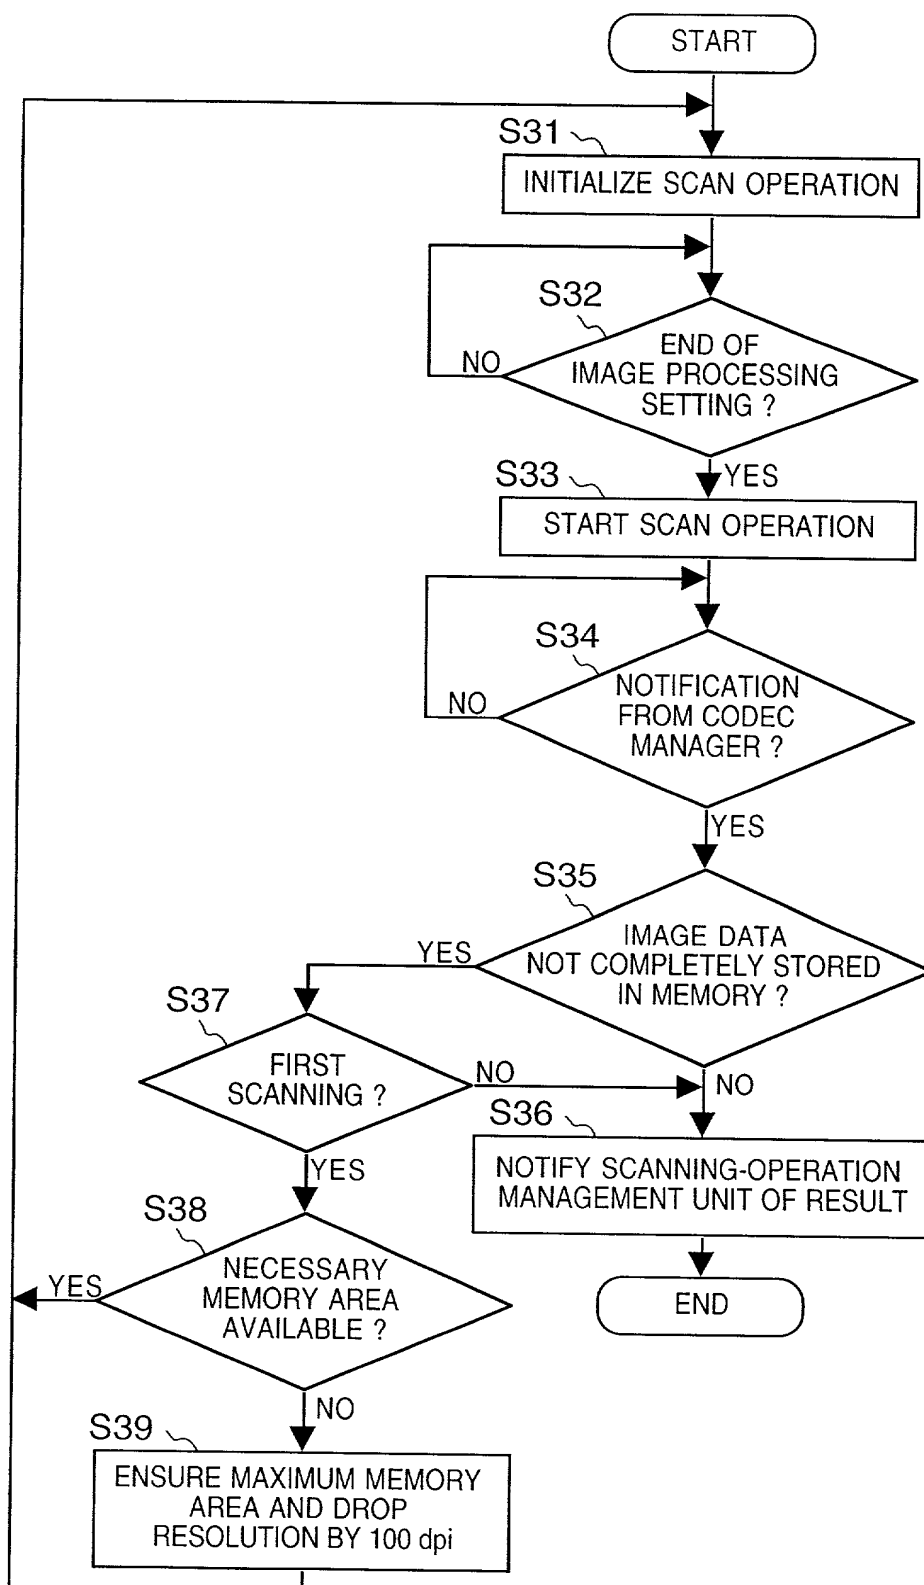 START
S31
INITIALIZE SCAN OPERATION
S32
END OF
IMAGE PROCESSING
SETTING ?
NO
YES
S33
START SCAN OPERATION
S34
NOTIFICATION
FROM CODEC
MANAGER ?
NO
YES
S35
IMAGE DATA
NOT COMPLETELY STORED
IN MEMORY ?
YES
NO
S37
FIRST
SCANNING ?
NO
YES
S36
NOTIFY SCANNING-OPERATION
MANAGEMENT UNIT OF RESULT
END
S38
NECESSARY
MEMORY AREA
AVAILABLE ?
YES
NO
S39
ENSURE MAXIMUM MEMORY
AREA AND DROP
RESOLUTION BY 100 dpi